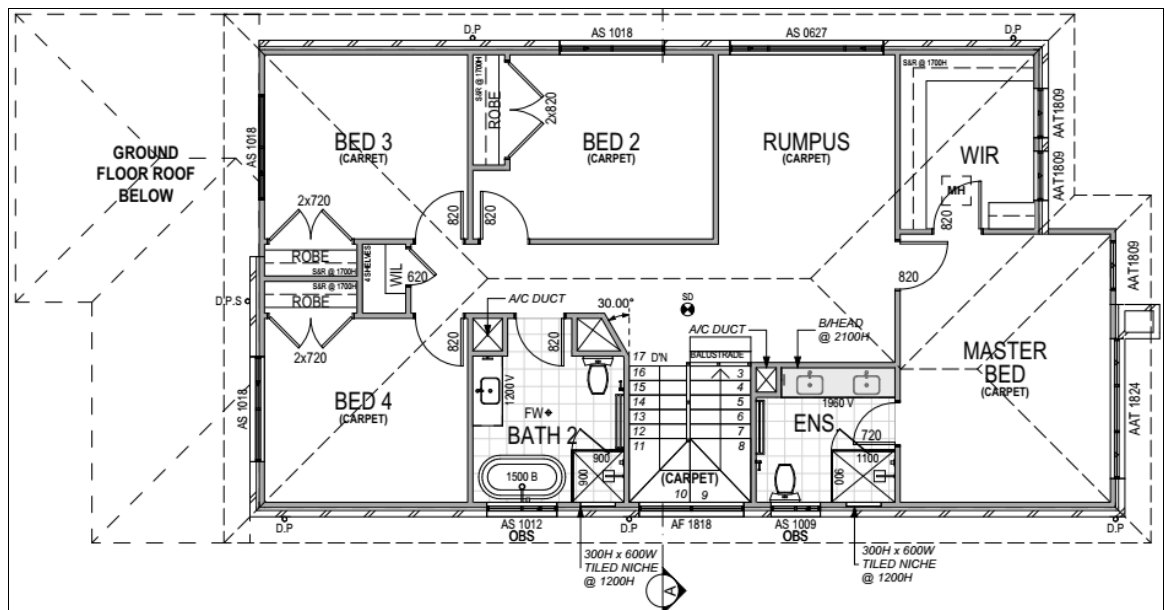 D.P
AS 1018
AS 0627
D.P
S&R @ 1700H
ROBE
2x820
S&R @ 1700H
AS 1018
BED 3
(CARPET)
BED 2
(CARPET)
RUMPUS
(CARPET)
WIR
AAT1809
AAT1809
GROUND
FLOOR ROOF
BELOW
MH
2x720
820
820
820
ROBE
S&R @ 1700H
4 SHELVES
WIL
620
820
AAT1809
S&R @ 1700H
ROBE
D.P.S
A/C DUCT
30.00°
SD
A/C DUCT
B/HEAD
@ 2100H
2x720
820
820
17
D'N
BALUSTRADE
MASTER
BED
(CARPET)
16
3
15
4
14
5
13
6
12
7
11
8
1200 V
1960 V
AS 1018
BED 4
(CARPET)
FW
BATH 2
ENS.
720
AAT 1824
900
900
1100
900
1500 B
(CARPET)
10
9
D.P
AS 1012
OBS
D.P
AF 1818
AS 1009
OBS
D.P
300H x 600W
TILED NICHE
@ 1200H
300H x 600W
TILED NICHE
@ 1200H
A